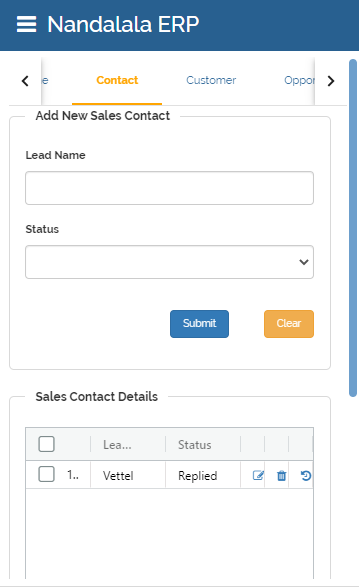 Nandalala ERP
e Contact Customer Oppor
Add New Sales Contact
Lead Name
Status
Submit Clear
Sales Contact Details
Lea... Status
1.. Vettel Replied